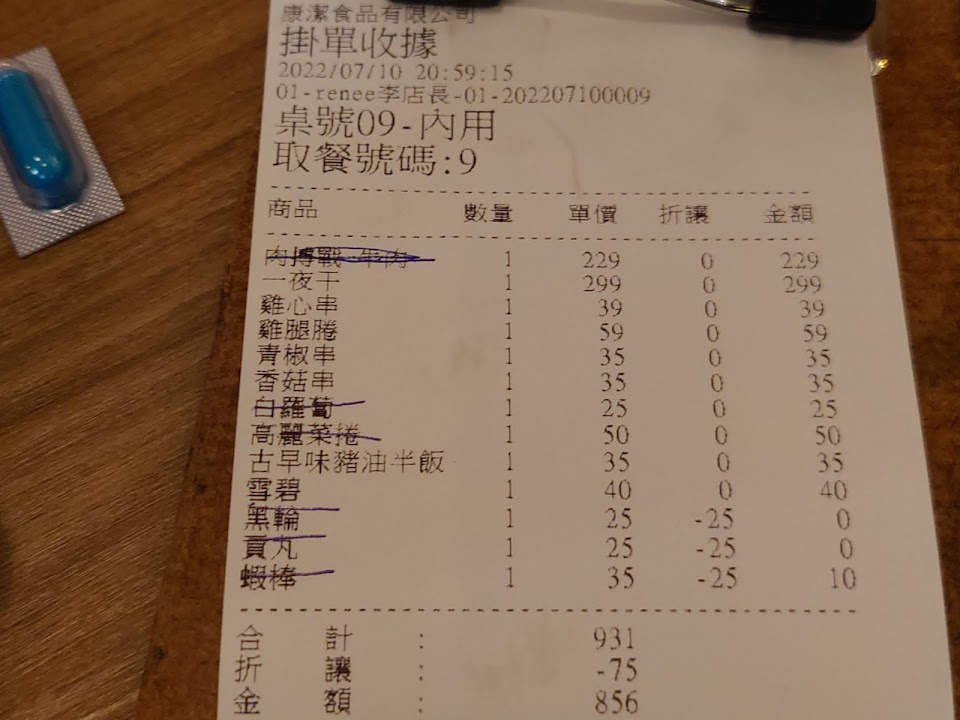 康潔食品有限公司
掛單收據
2022/07/10 20:59:15
01-renee李店長-01-202207100009
桌號09-內用
取餐號碼:9
商品 數量 單價 折讓 金額
肉搏戰-牛肉 1 229 0 229
一夜干 1 299 0 299
雞心串 1 39 0 39
雞腿腃 1 59 0 59
青椒串 1 35 0 35
香菇串 1 35 0 35
白羅蔔 1 25 0 25
高麗菜捲 1 50 0 50
古早味豬油半飯 1 35 0 35
雪碧 1 40 0 40
黑輪 1 25 -25 0
貢丸 1 25 -25 0
蝦棒 1 35 -25 10
合計: 931
折讓: -75
金額: 856